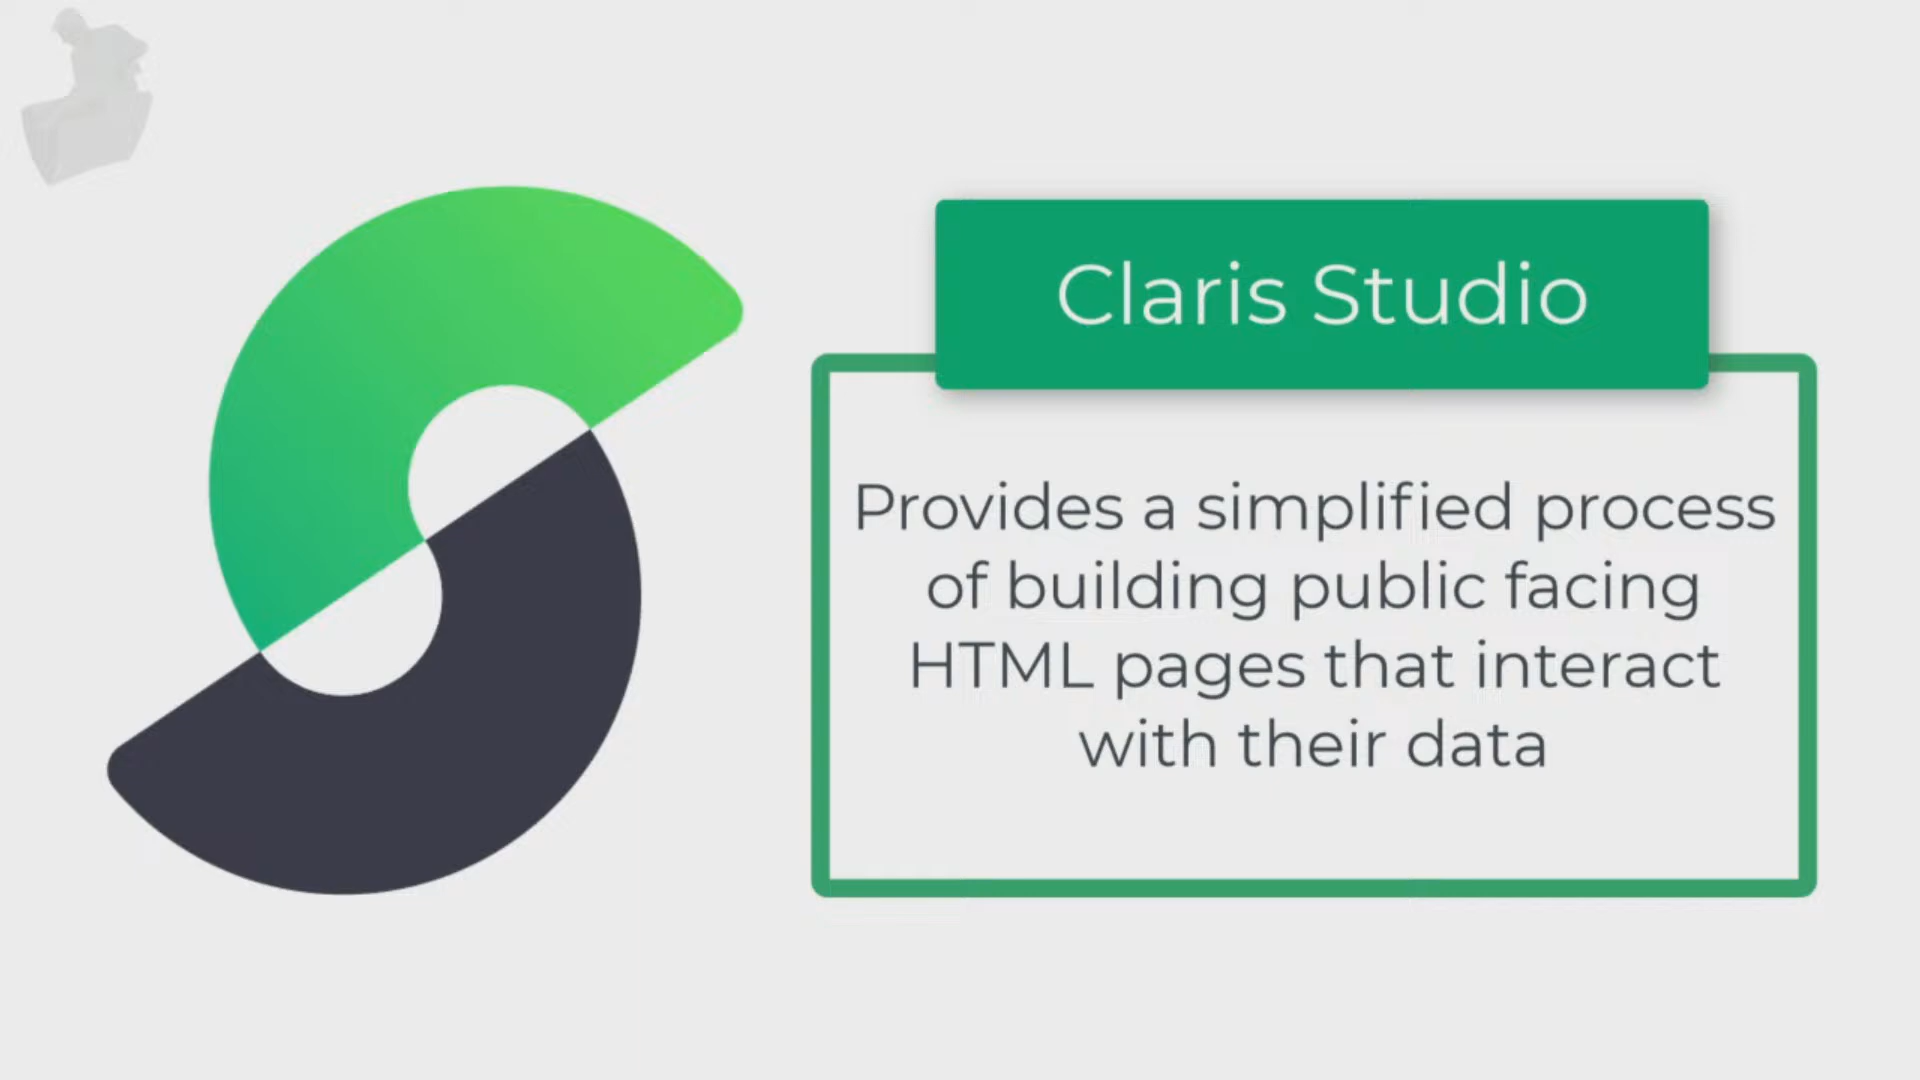 Claris Studio
Provides a simplified process
of building public facing
HTML pages that interact
with their data